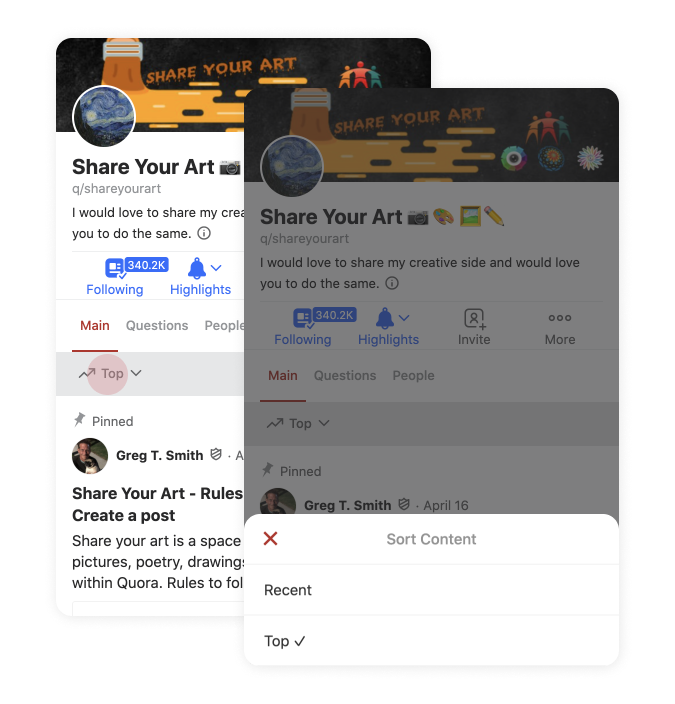 SHARE YOUR ART
Share Your Art
q/shareyourart
I would love to share my crea
you to do the same.
340.2K
Following Highlights
Main Questions People
Top
Pinned
Greg T. Smith · A
Share Your Art - Rules
Create a post
Share your art is a space
pictures, poetry, drawings
within Quora. Rules to fol
SHARE YOUR ART
Share Your Art 📷🎨🖼️✏️
q/shareyourart
I would love to share my creative side and would love
you to do the same.
340.2K
Following Highlights Invite More
Main Questions People
Top
Pinned
Greg T. Smith · April 16
Sort Content
Recent
Top ✓